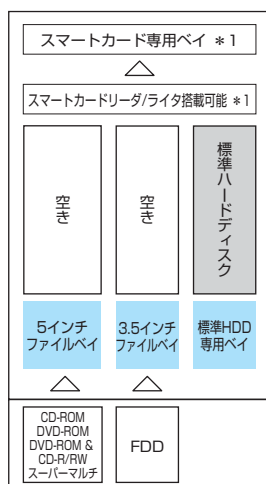 スマートカード専用ベイ *1
スマートカードリーダ/ライタ搭載可能 *1
空き
空き
標準ハードディスク
5インチ
ファイルベイ
3.5インチ
ファイルベイ
標準HDD
専用ベイ
CD-ROM
DVD-ROM
DVD-ROM &
CD-R/RW
スーパーマルチ
FDD